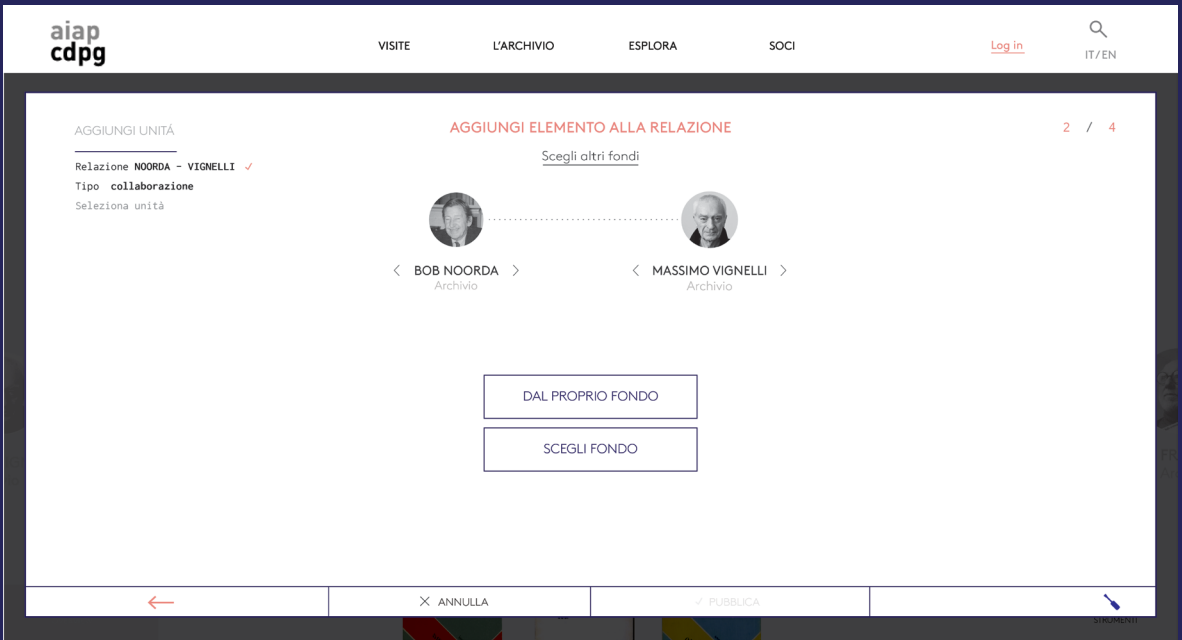 aiap
cdpg
VISITE
L'ARCHIVIO
ESPLORA
SOCI
Log in
IT/EN
AGGIUNGI UNITÁ
Relazione NOORDA - VIGNELLI ✓
Tipo collaborazione
Seleziona unità
AGGIUNGI ELEMENTO ALLA RELAZIONE
Scegli altri fondi
2 / 4
< BOB NOORDA >
Archivio
< MASSIMO VIGNELLI >
Archivio
DAL PROPRIO FONDO
SCEGLI FONDO
FR
← 
✕ ANNULLA
✓ PUBBLICA
STRUMENTI